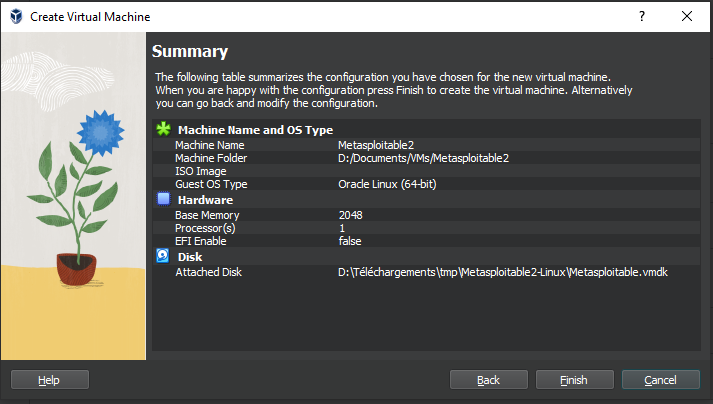 Create Virtual Machine
Summary
The following table summarizes the configuration you have chosen for the new virtual machine.
When you are happy with the configuration press Finish to create the virtual machine. Alternatively
you can go back and modify the configuration.
Machine Name and OS Type
Machine Name Metasploitable2
Machine Folder D:/Documents/VMs/Metasploitable2
ISO Image
Guest OS Type Oracle Linux (64-bit)
Hardware
Base Memory 2048
Processor(s) 1
EFI Enable false
Disk
Attached Disk D:\Téléchargements\tmp\Metasploitable2-Linux\Metasploitable.vmdk
Help Back Finish Cancel